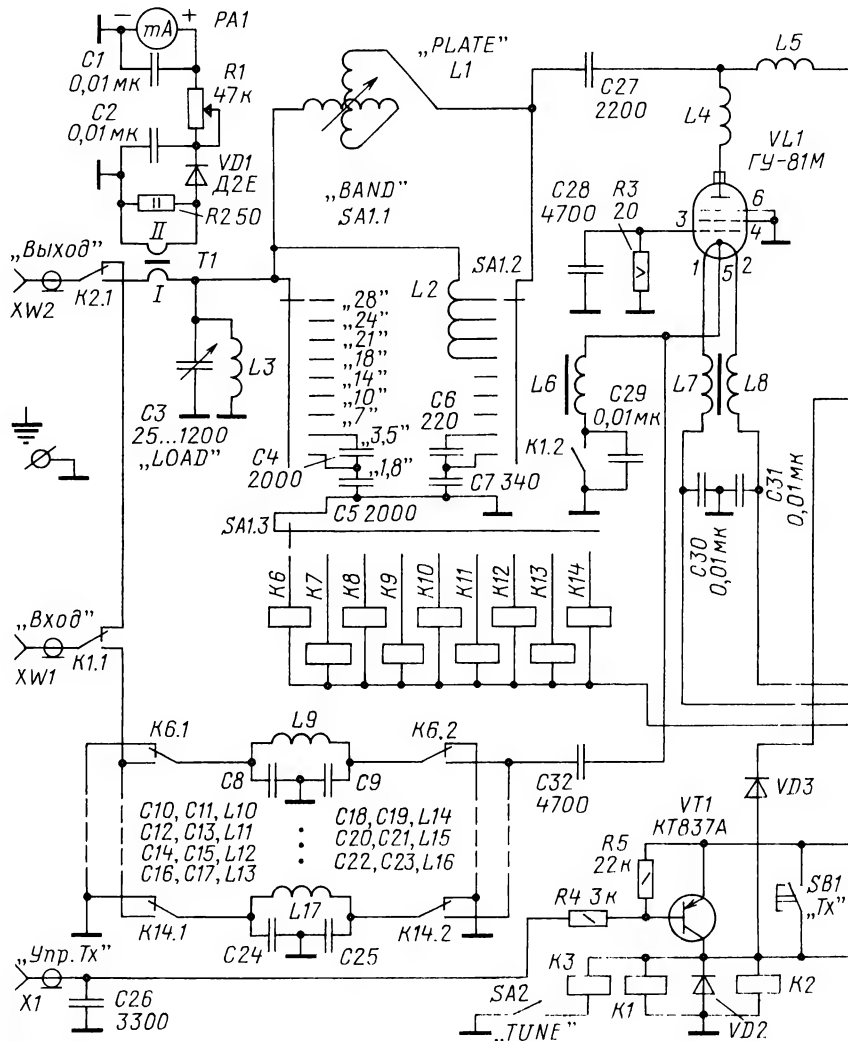 − mA + PA1
C1
0,01мк
R1
47к
C2
0,01мк
VD1
Д2Е
R2 50
II
I
T1
„Выход”
XW2
K2.1
„PLATE”
L1
„BAND”
SA1.1
C27
2200
L5
L4
VL1
ГУ-81М
C28
4700
R3
20
3
6
4
1
5
2
SA1.2
L2
„28”
„24”
„21”
„18”
„14”
„10”
„7”
„3,5”
„1,8”
L3
C3
25...1200
„LOAD”
C4
2000
C5 2000
C6
220
C7 340
L6
C29
0,01мк
K1.2
L7
L8
C30
0,01мк
C31
0,01мк
SA1.3
K6
K7
K8
K9
K10
K11
K12
K13
K14
„Вход”
XW1
K1.1
K6.1
L9
K6.2
C8
C9
C32
4700
C10, C11, L10
C12, C13, L11
C14, C15, L12
C16, C17, L13
C18, C19, L14
C20, C21, L15
C22, C23, L16
K14.1
L17
K14.2
C24
C25
VD3
VT1
КТ837А
R5
22к
R4 3к
SB1
„Tx”
„Упр. Tx”
X1
C26
3300
SA2
„TUNE”
K3
K1
VD2
K2